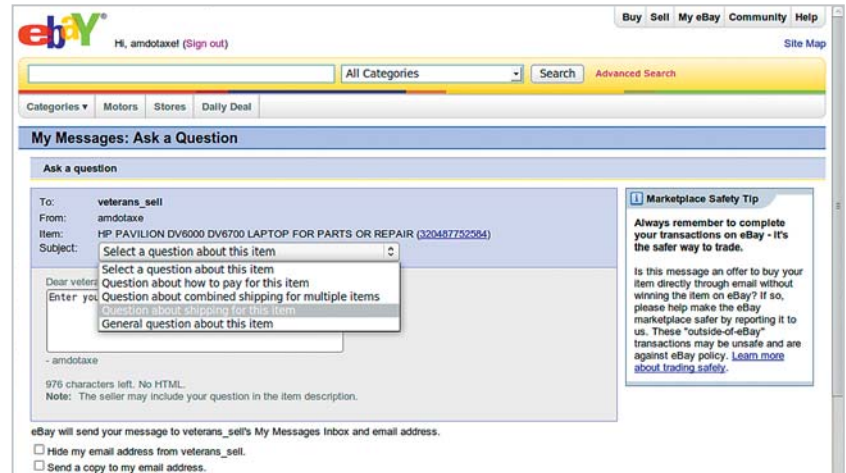 ebaY
Buy Sell My eBay Community Help
Hi, amdotaxe! (Sign out)
Site Map
All Categories
Search
Advanced Search
Categories ▾ Motors Stores Daily Deal
My Messages: Ask a Question
Ask a question
To: veterans_sell
From: amdotaxe
Item: HP PAVILION DV6000 DV6700 LAPTOP FOR PARTS OR REPAIR (320487752584)
Subject: Select a question about this item
Select a question about this item
Question about how to pay for this item
Question about combined shipping for multiple items
Question about shipping for this item
General question about this item
Dear
Enter
- amdotaxe
976 characters left. No HTML.
Note: The seller may include your question in the item description.
eBay will send your message to veterans_sell's My Messages Inbox and email address.
Hide my email address from veterans_sell.
Send a copy to my email address.
Marketplace Safety Tip
Always remember to complete
your transactions on eBay - it's
the safer way to trade.
Is this message an offer to buy your
item directly through email without
winning the item on eBay? If so,
please help make the eBay
marketplace safer by reporting it to
us. These "outside-of-eBay"
transactions may be unsafe and are
against eBay policy. Learn more
about trading safely.